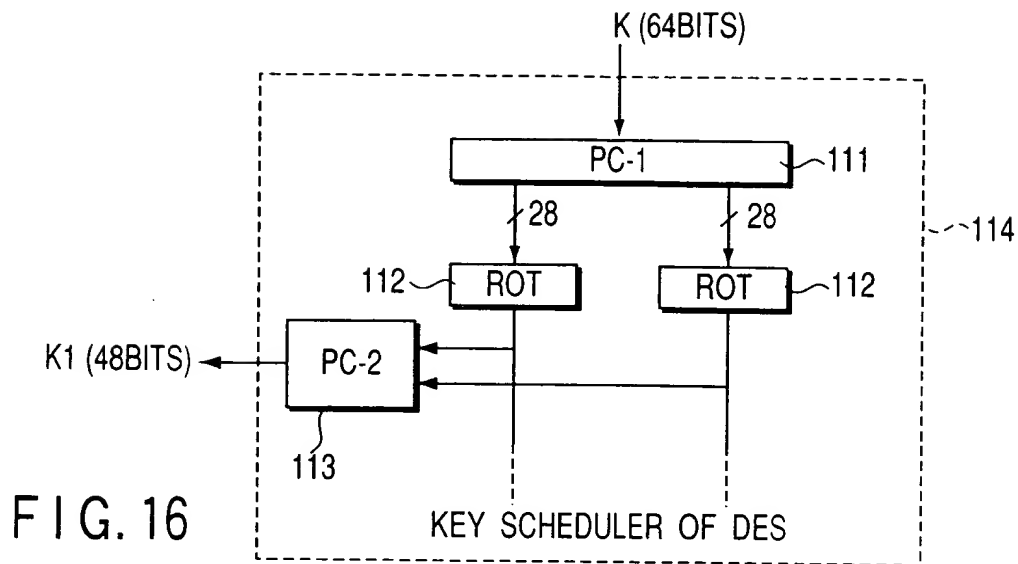 K (64BITS)
PC-1
111
28
28
114
112
ROT
ROT
112
K1 (48BITS)
PC-2
113
KEY SCHEDULER OF DES
FIG. 16